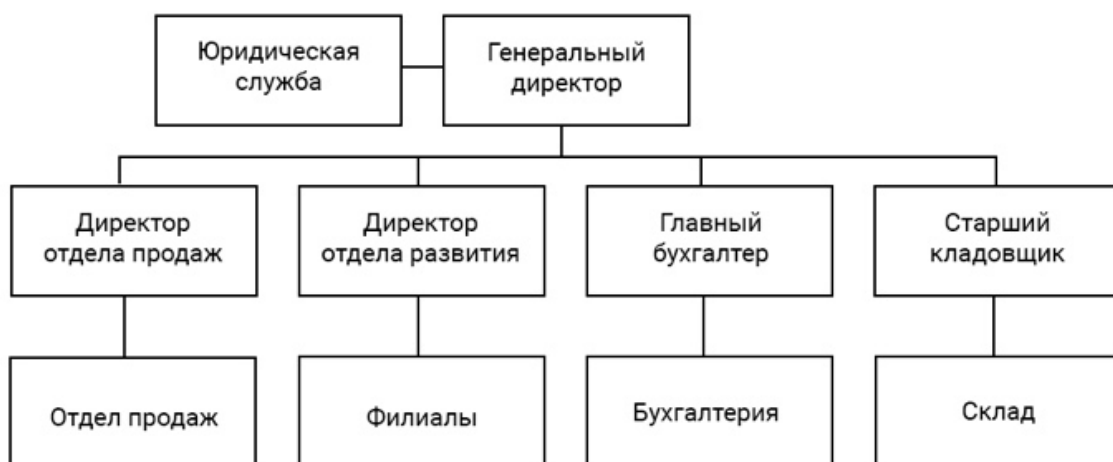 Юридическая
служба
Генеральный
директор
Директор
отдела продаж
Директор
отдела развития
Главный
бухгалтер
Старший
кладовщик
Отдел продаж
Филиалы
Бухгалтерия
Склад